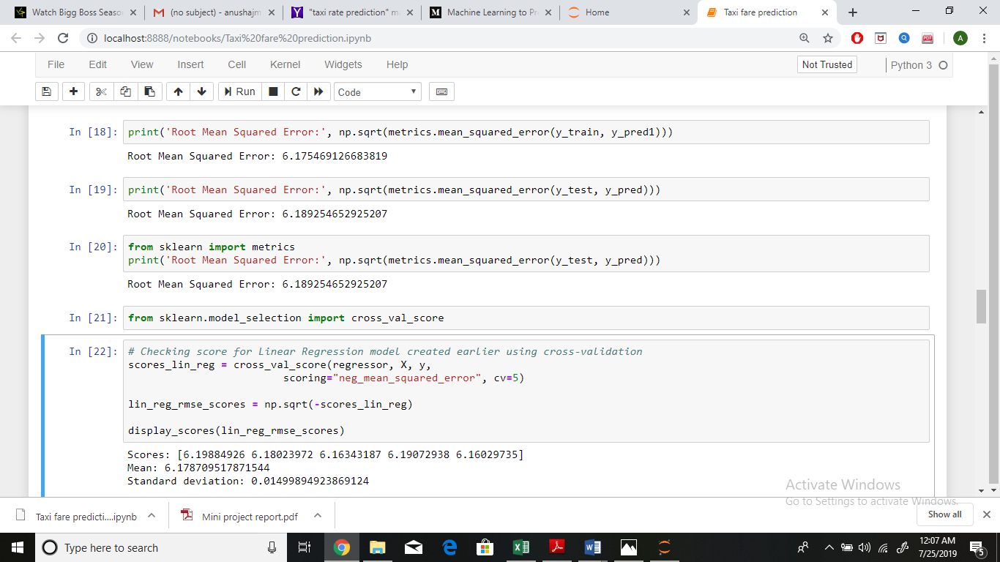 Watch Bigg Boss Seaso
(no subject) - anushajm
"taxi rate prediction" ma
Machine Learning to Pr
Home
Taxi fare prediction
localhost:8888/notebooks/Taxi%20fare%20prediction.ipynb
A
File Edit View Insert Cell Kernel Widgets Help
Not Trusted
Python 3
Run
Code
In [18]: print('Root Mean Squared Error:', np.sqrt(metrics.mean_squared_error(y_train, y_pred1)))
Root Mean Squared Error: 6.175469126683819
In [19]: print('Root Mean Squared Error:', np.sqrt(metrics.mean_squared_error(y_test, y_pred)))
Root Mean Squared Error: 6.189254652925207
In [20]: from sklearn import metrics
print('Root Mean Squared Error:', np.sqrt(metrics.mean_squared_error(y_test, y_pred)))
Root Mean Squared Error: 6.189254652925207
In [21]: from sklearn.model_selection import cross_val_score
In [22]: # Checking score for Linear Regression model created earlier using cross-validation
scores_lin_reg = cross_val_score(regressor, X, y,
scoring="neg_mean_squared_error", cv=5)
lin_reg_rmse_scores = np.sqrt(-scores_lin_reg)
display_scores(lin_reg_rmse_scores)
Scores: [6.19884926 6.18023972 6.16343187 6.19072938 6.16029735]
Mean: 6.178709517871544
Standard deviation: 0.01499894923869124
Activate Windows
Go to Settings to activate Windows.
Taxi fare predicti....ipynb
Mini project report.pdf
Show all
Type here to search
12:07 AM
7/25/2019
5